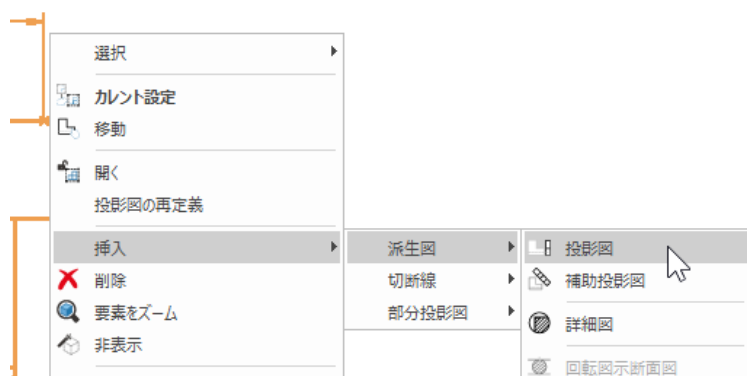 選択
カレント設定
移動
開く
投影図の再定義
挿入
削除
要素をズーム
非表示
派生図
切断線
部分投影図
投影図
補助投影図
詳細図
回転図示断面図